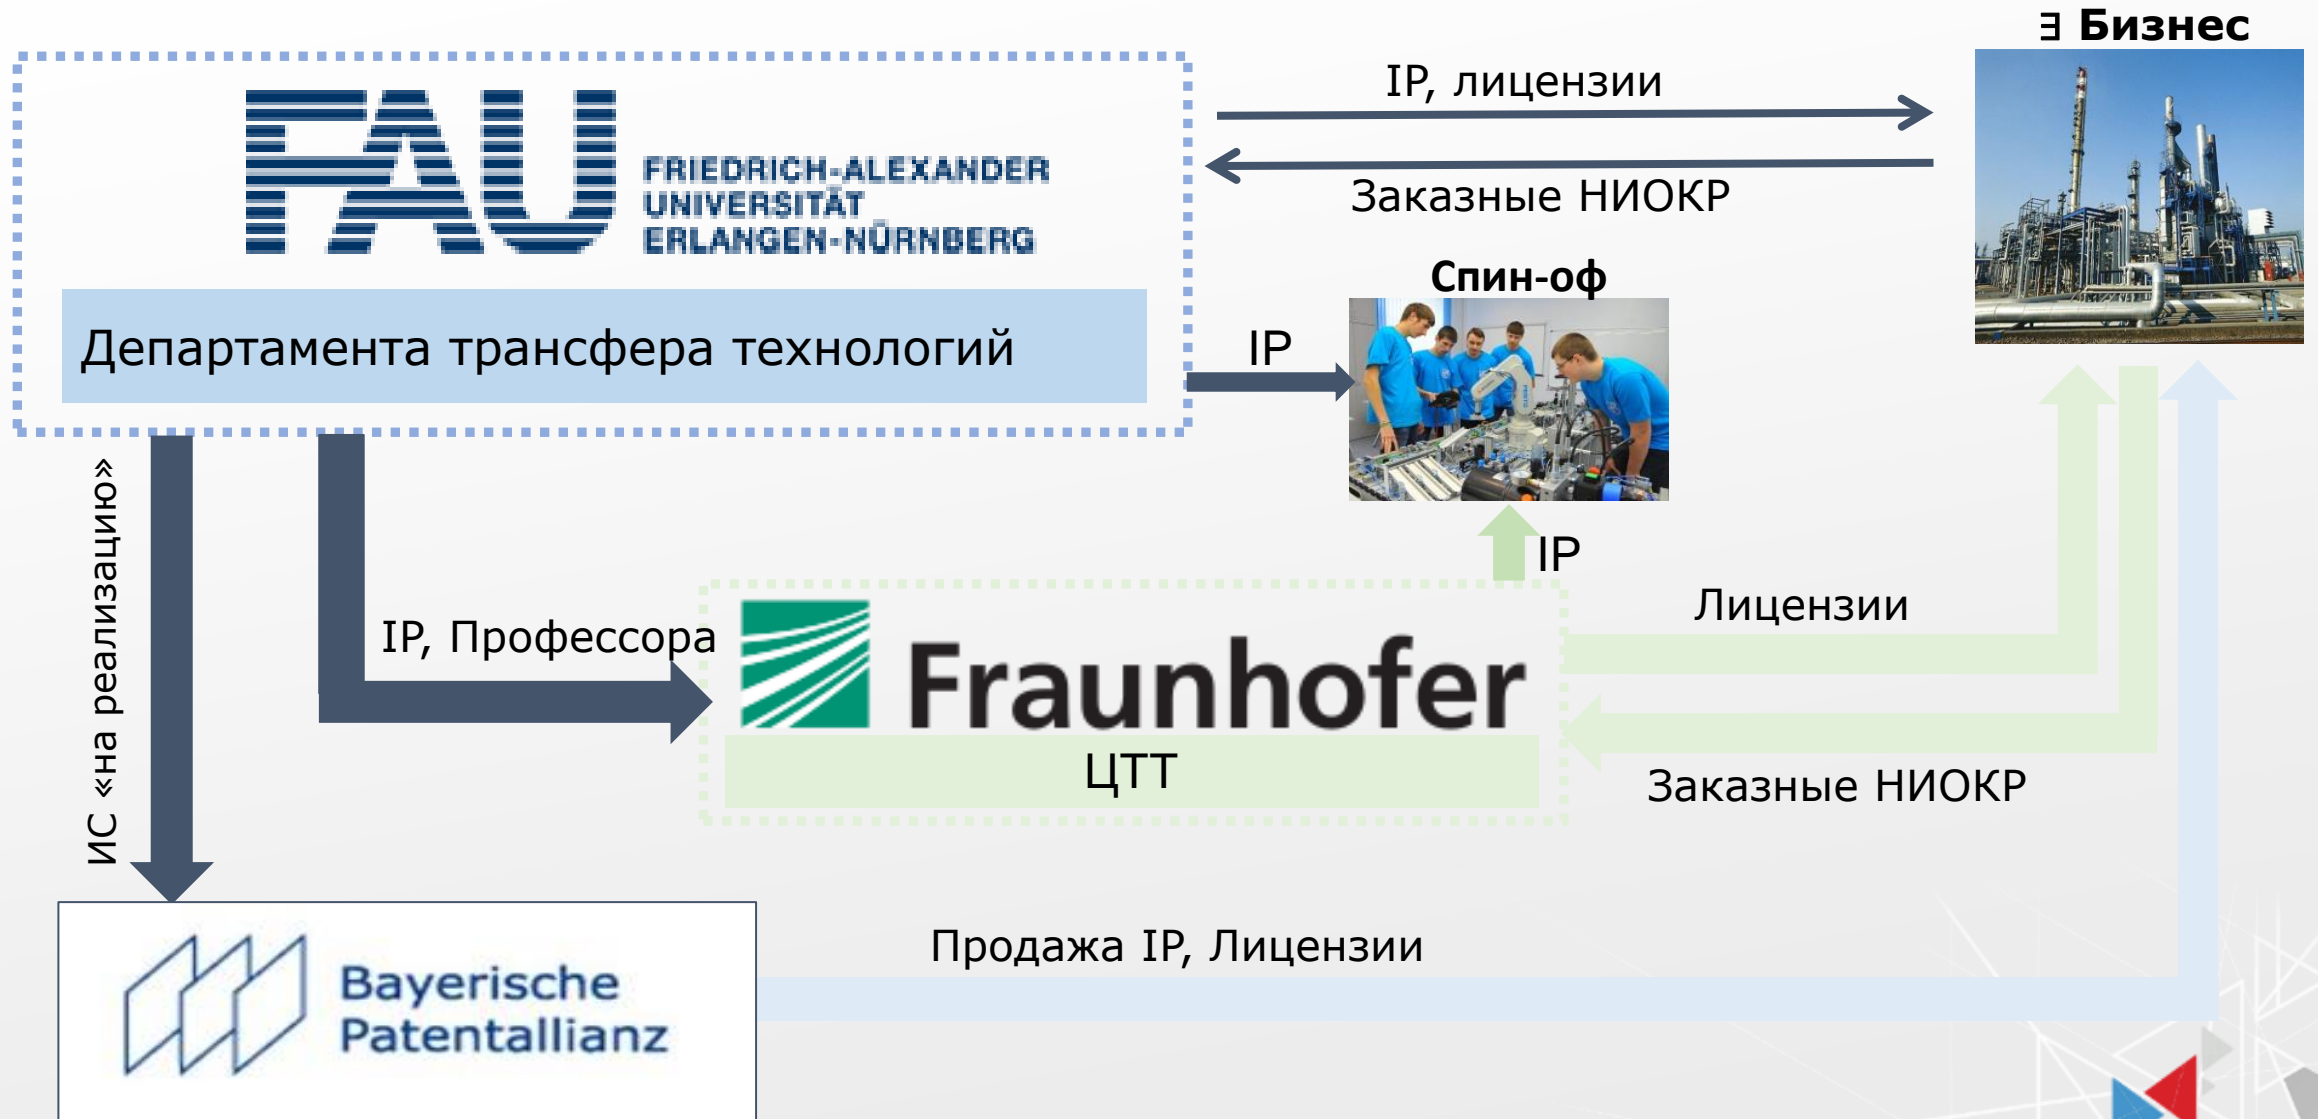 ∃ Бизнес
IP, лицензии
FAU
FRIEDRICH-ALEXANDER
UNIVERSITÄT
ERLANGEN-NÜRNBERG
Заказные НИОКР
Спин-оф
Департамента трансфера технологий
IP
IP
ИС «на реализацию»
IP, Профессора
Лицензии
Fraunhofer
ЦТТ
Заказные НИОКР
Продажа IP, Лицензии
Bayerische
Patentallianz